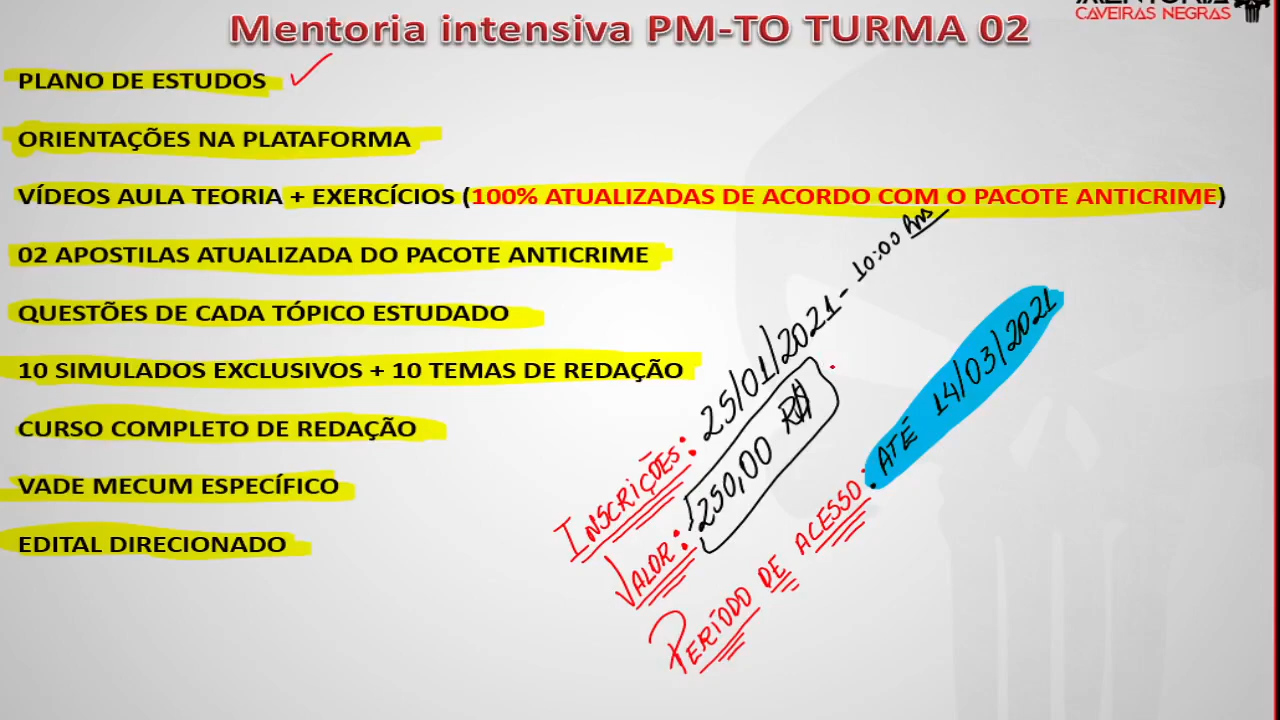 MENTORIA
CAVEIRAS NEGRAS
Mentoria intensiva PM-TO TURMA 02
PLANO DE ESTUDOS
ORIENTAÇÕES NA PLATAFORMA
VÍDEOS AULA TEORIA + EXERCÍCIOS (100% ATUALIZADAS DE ACORDO COM O PACOTE ANTICRIME)
02 APOSTILAS ATUALIZADA DO PACOTE ANTICRIME
QUESTÕES DE CADA TÓPICO ESTUDADO
10 SIMULADOS EXCLUSIVOS + 10 TEMAS DE REDAÇÃO
CURSO COMPLETO DE REDAÇÃO
VADE MECUM ESPECÍFICO
EDITAL DIRECIONADO
INSCRIÇÕES: 25/01/2021 - 10:00 HRS
VALOR: 250,00 R$
PERÍODO DE ACESSO: ATÉ 14/03/2021